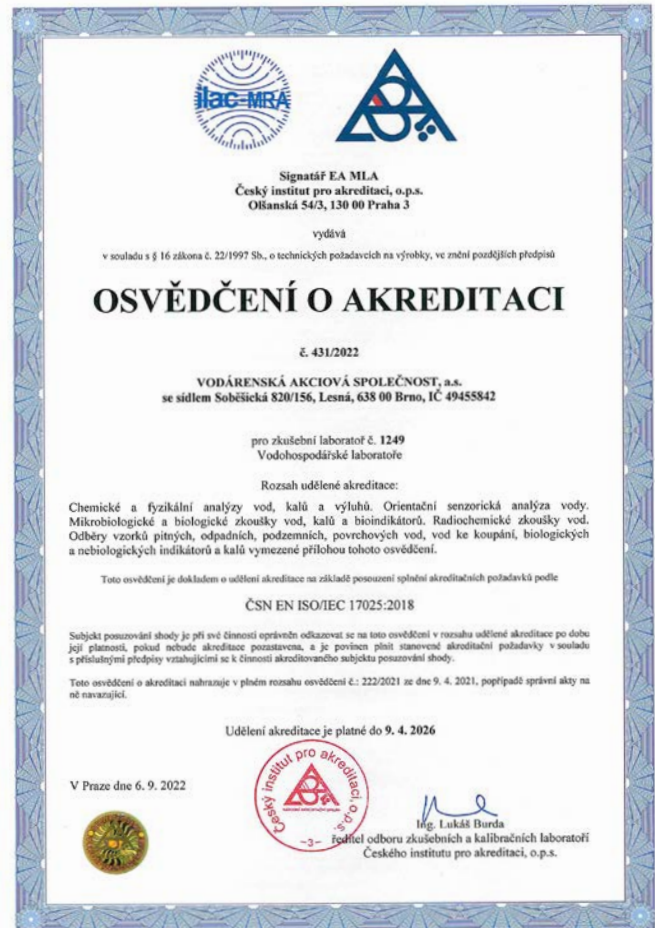 ilac-MRA
Signatář EA MLA
Český institut pro akreditaci, o.p.s.
Olšanská 54/3, 130 00 Praha 3
vydává
v souladu s § 16 zákona č. 22/1997 Sb., o technických požadavcích na výrobky, ve znění pozdějších předpisů
OSVĚDČENÍ O AKREDITACI
č. 431/2022
VODÁRENSKÁ AKCIOVÁ SPOLEČNOST, a.s.
se sídlem Soběšická 820/156, Lesná, 638 00 Brno, IČ 49455842
pro zkušební laboratoř č. 1249
Vodohospodářské laboratoře
Rozsah udělené akreditace:
Chemické a fyzikální analýzy vod, kalů a výluhů. Orientační senzorická analýza vody.
Mikrobiologické a biologické zkoušky vod, kalů a bioindikátorů. Radiochemické zkoušky vod.
Odběry vzorků pitných, odpadních, podzemních, povrchových vod, vod ke koupání, biologických
a nebiologických indikátorů a kalů vymezené přílohou tohoto osvědčení.
Toto osvědčení je dokladem o udělení akreditace na základě posouzení splnění akreditačních požadavků podle
ČSN EN ISO/IEC 17025:2018
Subjekt posuzování shody je při své činnosti oprávněn odkazovat se na toto osvědčení v rozsahu udělené akreditace po dobu
její platnosti, pokud nebude akreditace pozastavena, a je povinen plnit stanovené akreditační požadavky v souladu
s příslušnými předpisy vztahujícími se k činnosti akreditovaného subjektu posuzování shody.
Toto osvědčení o akreditaci nahrazuje v plném rozsahu osvědčení č.: 222/2021 ze dne 9. 4. 2021, popřípadě správní akty na
ně navazující.
Udělení akreditace je platné do 9. 4. 2026
Český institut pro akreditaci, o.p.s.
-3-
V Praze dne 6. 9. 2022
Ing. Lukáš Burda
ředitel odboru zkušebních a kalibračních laboratoří
Českého institutu pro akreditaci, o.p.s.